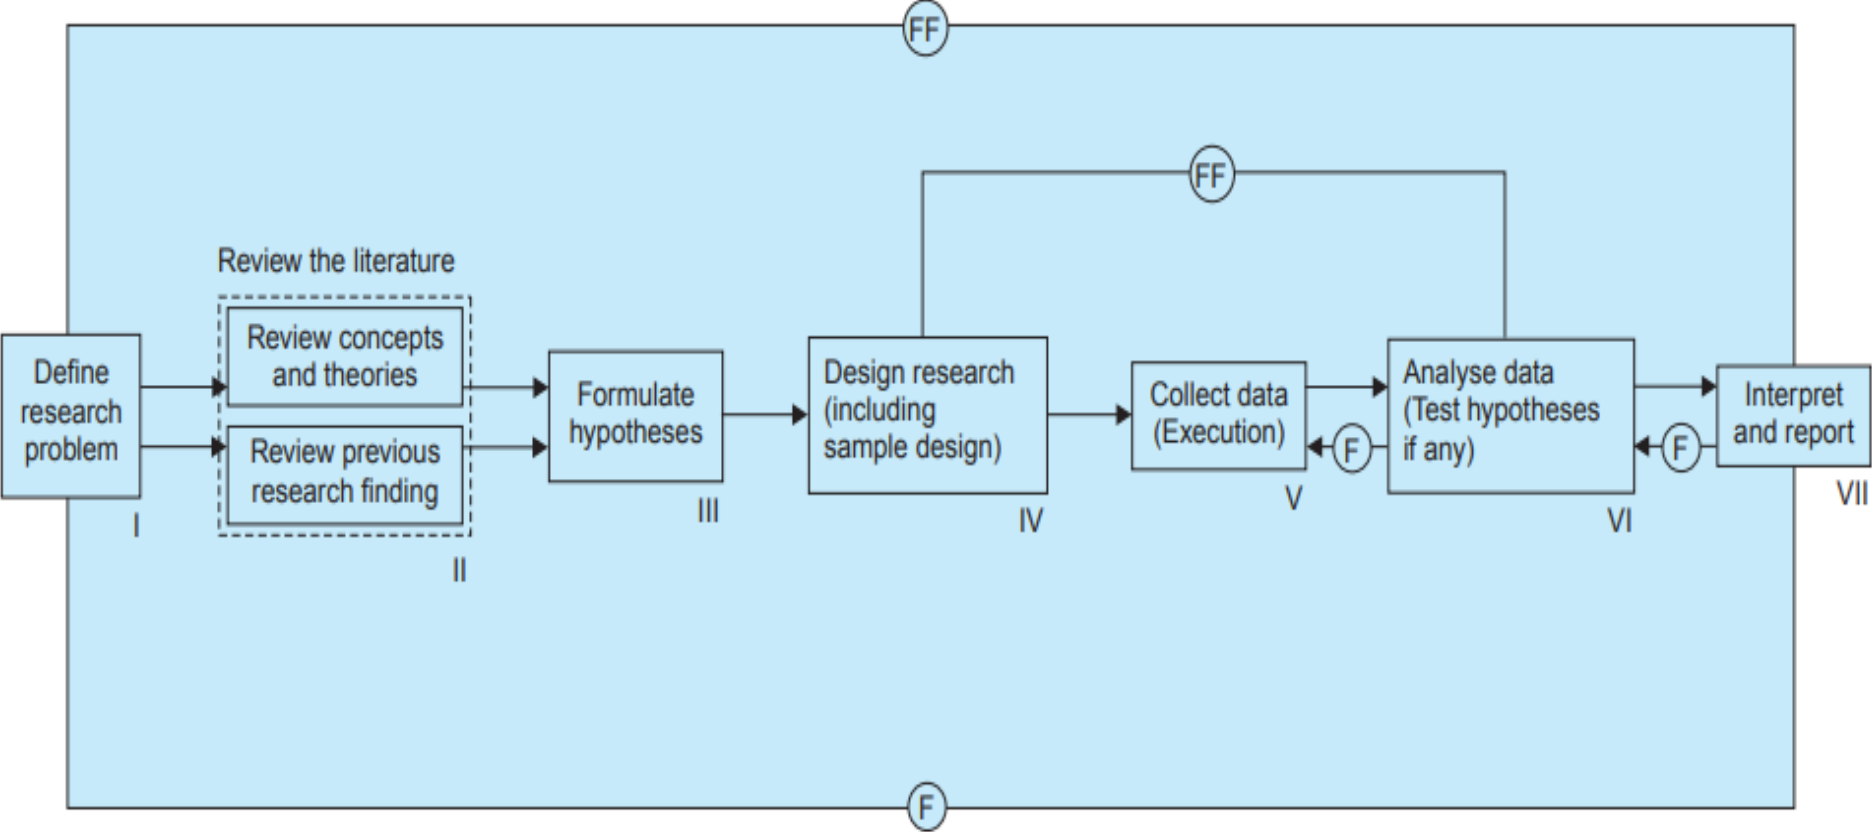 FF
FF
Review the literature
Review concepts
and theories
Define
research
problem
I
Review previous
research finding
II
Formulate
hypotheses
III
Design research
(including
sample design)
IV
Collect data
(Execution)
V
F
Analyse data
(Test hypotheses
if any)
VI
F
Interpret
and report
VII
F